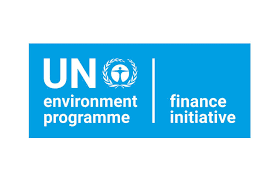 UN
environment
programme
finance
initiative